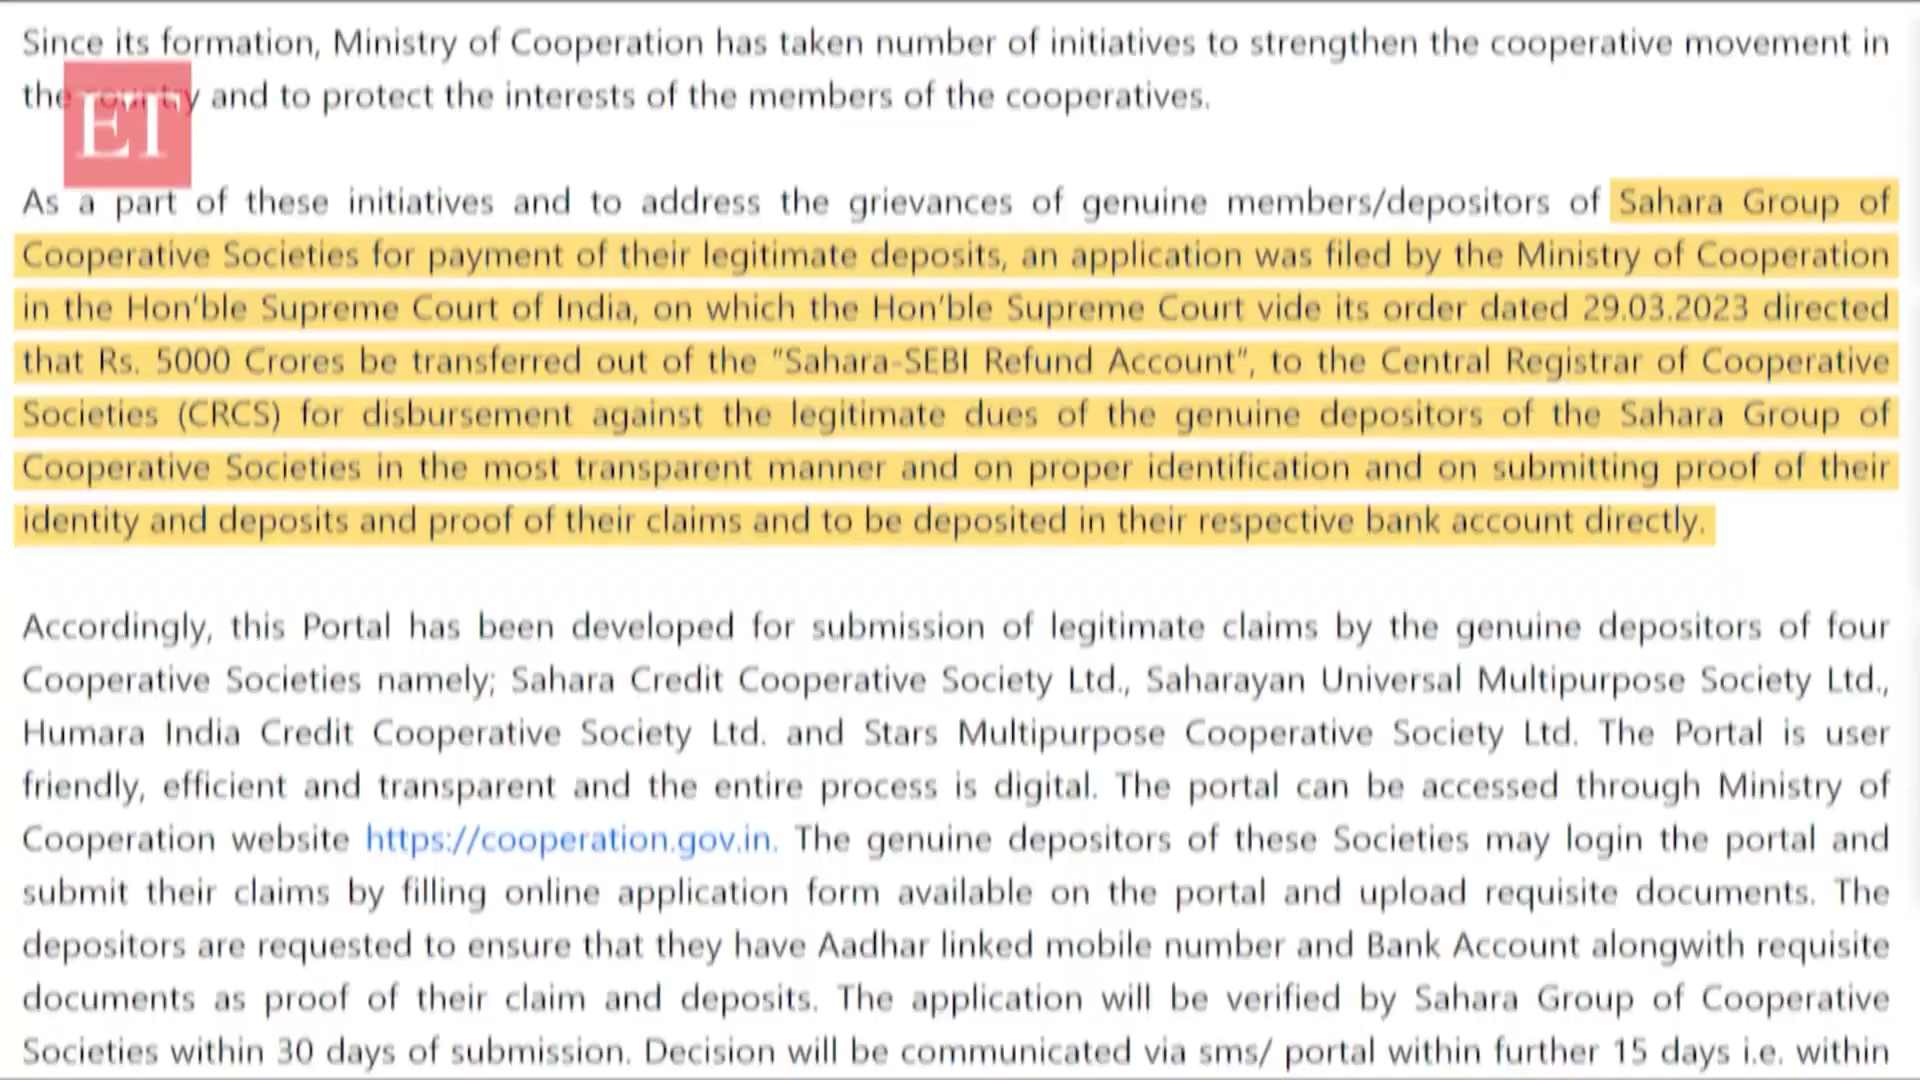 Since its formation, Ministry of Cooperation has taken number of initiatives to strengthen the cooperative movement in
the country and to protect the interests of the members of the cooperatives.
ET
As a part of these initiatives and to address the grievances of genuine members/depositors of Sahara Group of
Cooperative Societies for payment of their legitimate deposits, an application was filed by the Ministry of Cooperation
in the Hon'ble Supreme Court of India, on which the Hon'ble Supreme Court vide its order dated 29.03.2023 directed
that Rs. 5000 Crores be transferred out of the "Sahara-SEBI Refund Account", to the Central Registrar of Cooperative
Societies (CRCS) for disbursement against the legitimate dues of the genuine depositors of the Sahara Group of
Cooperative Societies in the most transparent manner and on proper identification and on submitting proof of their
identity and deposits and proof of their claims and to be deposited in their respective bank account directly.
Accordingly, this Portal has been developed for submission of legitimate claims by the genuine depositors of four
Cooperative Societies namely; Sahara Credit Cooperative Society Ltd., Saharayan Universal Multipurpose Society Ltd.,
Humara India Credit Cooperative Society Ltd. and Stars Multipurpose Cooperative Society Ltd. The Portal is user
friendly, efficient and transparent and the entire process is digital. The portal can be accessed through Ministry of
Cooperation website https://cooperation.gov.in. The genuine depositors of these Societies may login the portal and
submit their claims by filling online application form available on the portal and upload requisite documents. The
depositors are requested to ensure that they have Aadhar linked mobile number and Bank Account alongwith requisite
documents as proof of their claim and deposits. The application will be verified by Sahara Group of Cooperative
Societies within 30 days of submission. Decision will be communicated via sms/ portal within further 15 days i.e. within